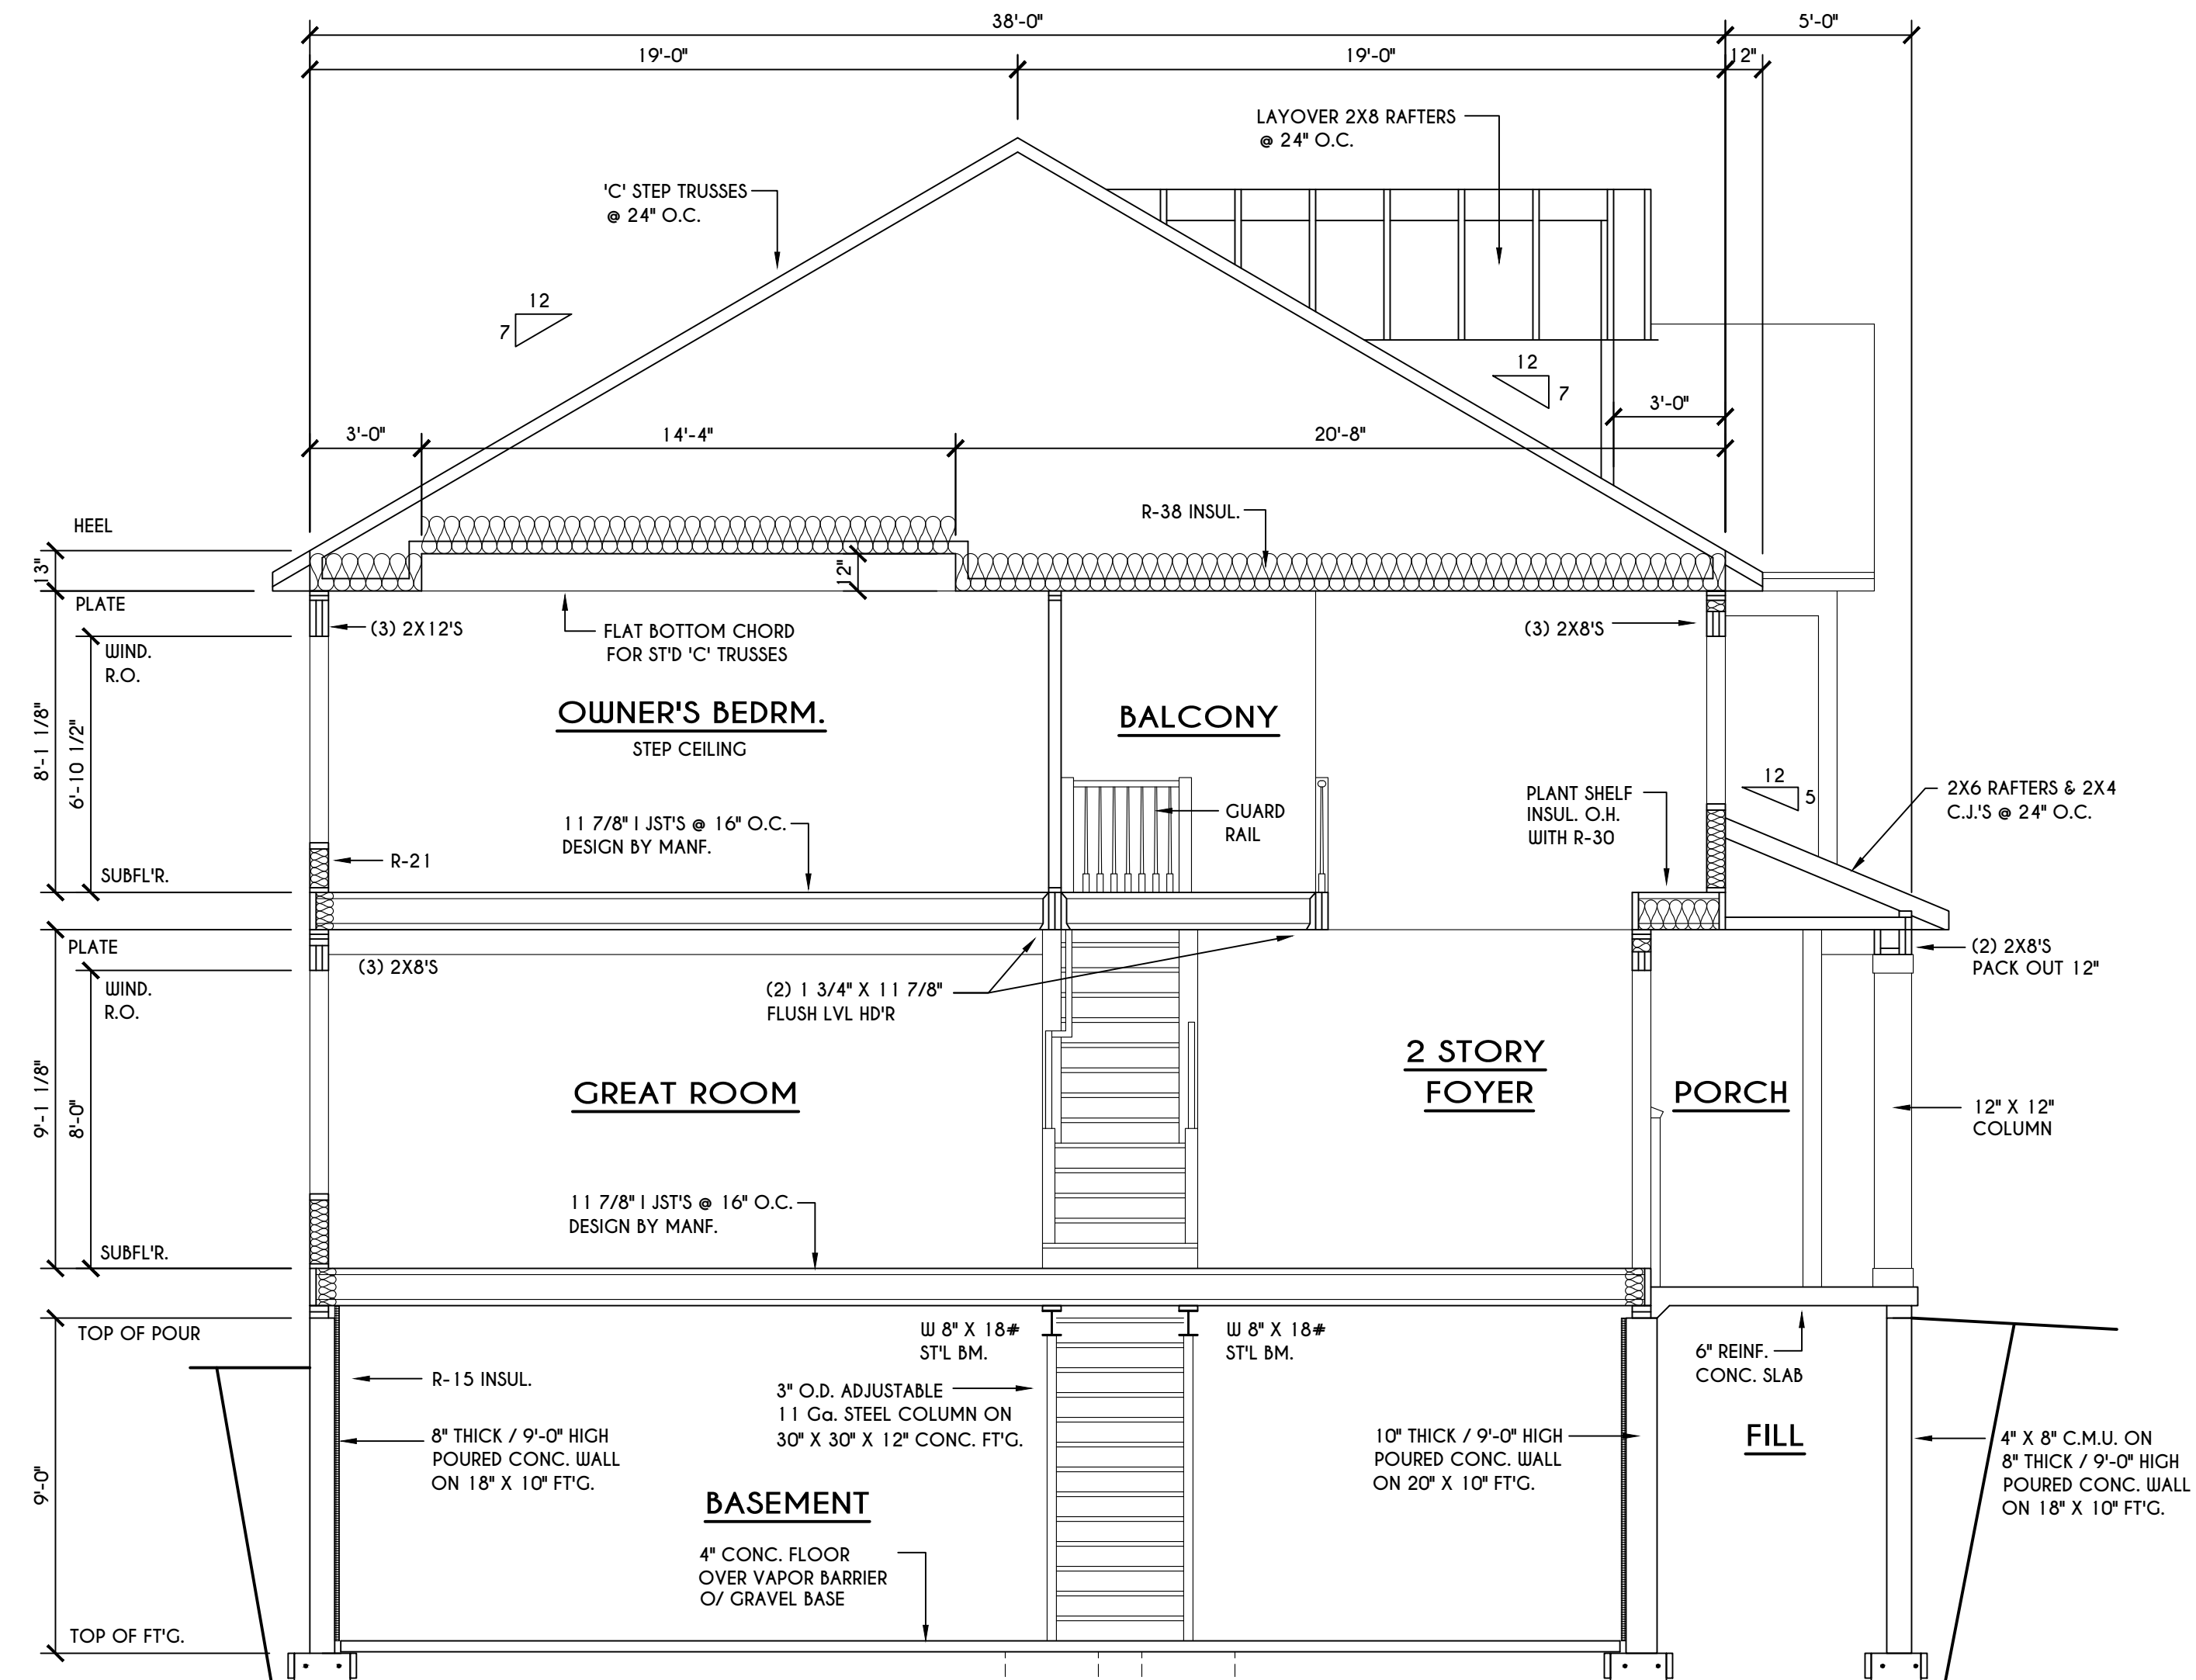 38'-0"
5'-0"
19'-0"
19'-0"
12"
LAYOVER 2X8 RAFTERS
@ 24" O.C.
'C' STEP TRUSSES
@ 24" O.C.
12
7
12
7
3'-0"
3'-0"
14'-4"
20'-8"
R-38 INSUL.
HEEL
13"
12"
PLATE
(3) 2X12'S
FLAT BOTTOM CHORD
FOR ST'D 'C' TRUSSES
(3) 2X8'S
WIND.
R.O.
8'-1 1/8"
6'-10 1/2"
OWNER'S BEDRM.
STEP CEILING
BALCONY
12
5
2X6 RAFTERS & 2X4
C.J.'S @ 24" O.C.
PLANT SHELF
INSUL. O.H.
WITH R-30
GUARD
RAIL
11 7/8" I JST'S @ 16" O.C.
DESIGN BY MANF.
R-21
SUBFL'R.
PLATE
(3) 2X8'S
(2) 2X8'S
PACK OUT 12"
WIND.
R.O.
(2) 1 3/4" X 11 7/8"
FLUSH LVL HD'R
9'-1 1/8"
8'-0"
GREAT ROOM
2 STORY
FOYER
PORCH
12" X 12"
COLUMN
11 7/8" I JST'S @ 16" O.C.
DESIGN BY MANF.
SUBFL'R.
TOP OF POUR
W 8" X 18#
ST'L BM.
W 8" X 18#
ST'L BM.
6" REINF.
CONC. SLAB
R-15 INSUL.
3" O.D. ADJUSTABLE
11 Ga. STEEL COLUMN ON
30" X 30" X 12" CONC. FT'G.
8" THICK / 9'-0" HIGH
POURED CONC. WALL
ON 18" X 10" FT'G.
10" THICK / 9'-0" HIGH
POURED CONC. WALL
ON 20" X 10" FT'G.
FILL
4" X 8" C.M.U. ON
8" THICK / 9'-0" HIGH
POURED CONC. WALL
ON 18" X 10" FT'G.
9'-0"
BASEMENT
4" CONC. FLOOR
OVER VAPOR BARRIER
O/ GRAVEL BASE
TOP OF FT'G.